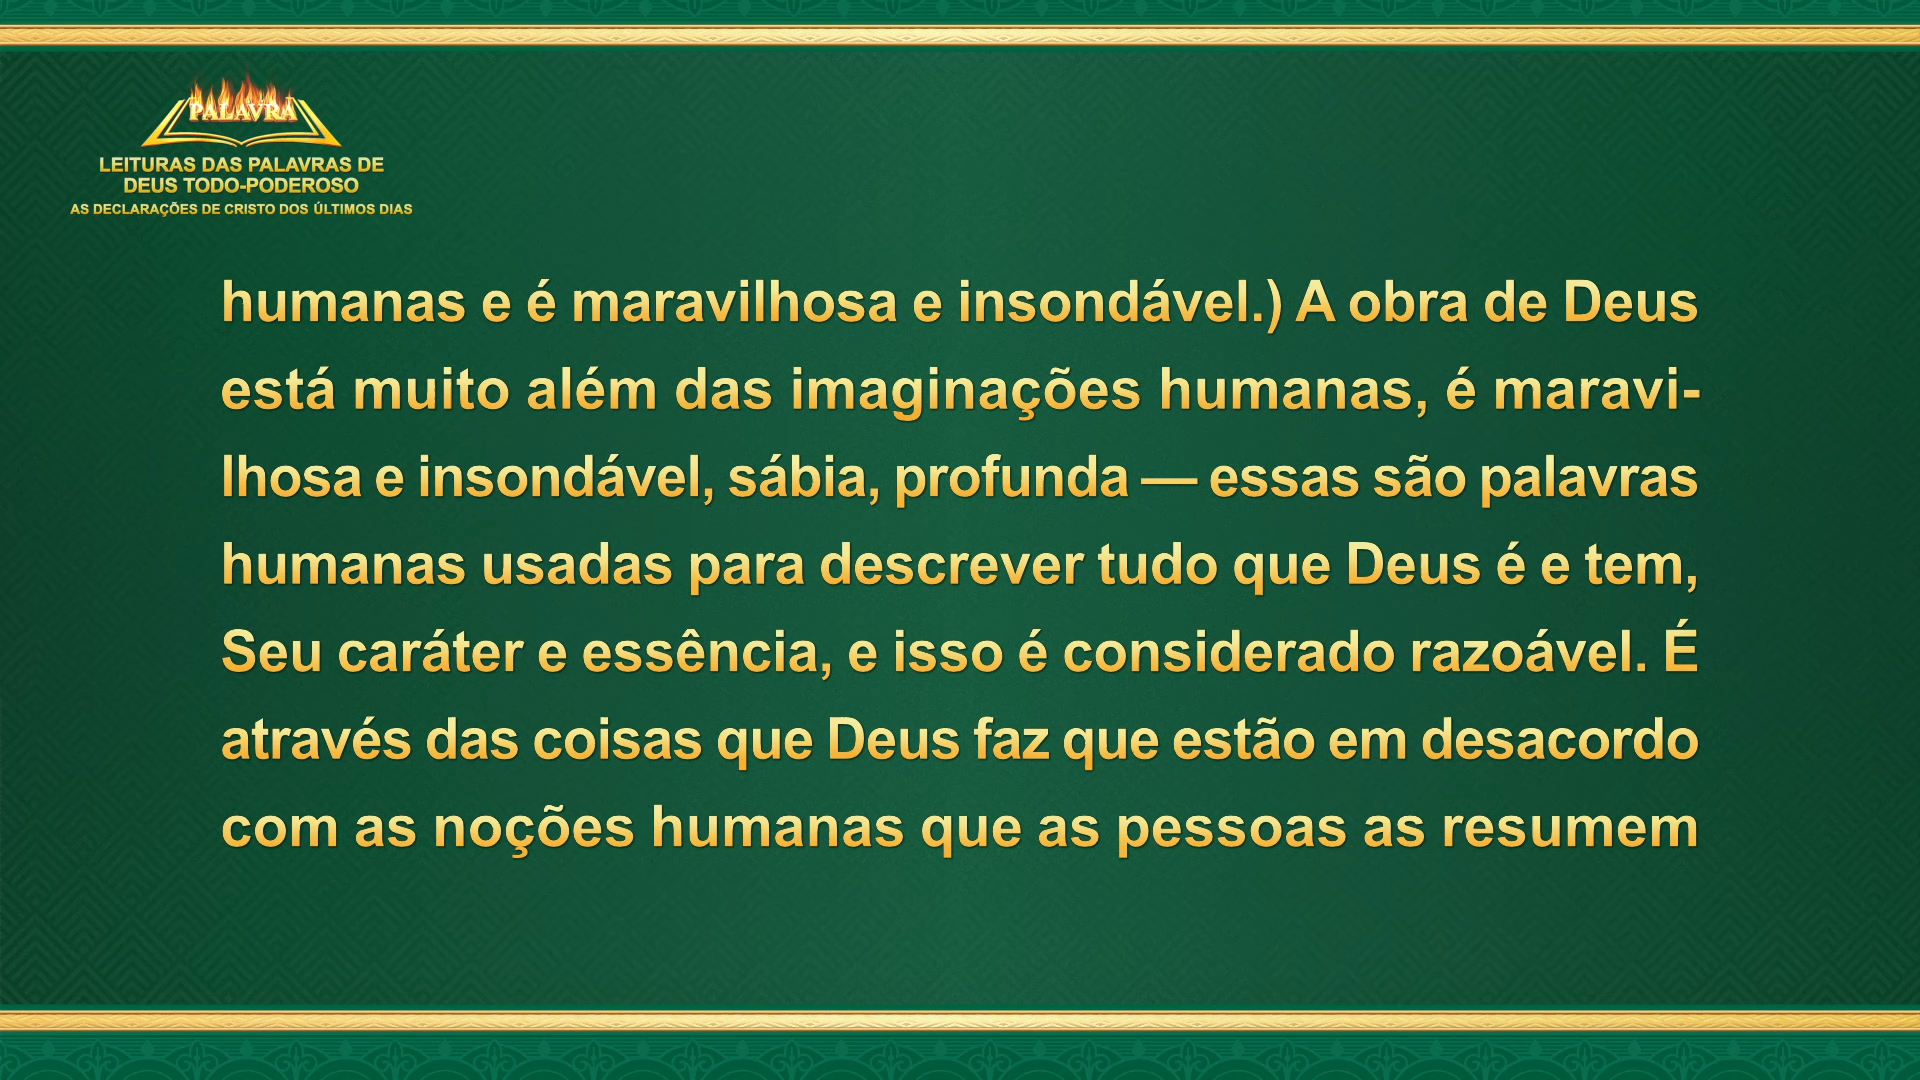 PALAVRA
LEITURAS DAS PALAVRAS DE
DEUS TODO-PODEROSO
AS DECLARAÇÕES DE CRISTO DOS ÚLTIMOS DIAS
humanas e é maravilhosa e insondável.) A obra de Deus
está muito além das imaginações humanas, é maravi-
lhosa e insondável, sábia, profunda — essas são palavras
humanas usadas para descrever tudo que Deus é e tem,
Seu caráter e essência, e isso é considerado razoável. É
através das coisas que Deus faz que estão em desacordo
com as noções humanas que as pessoas as resumem